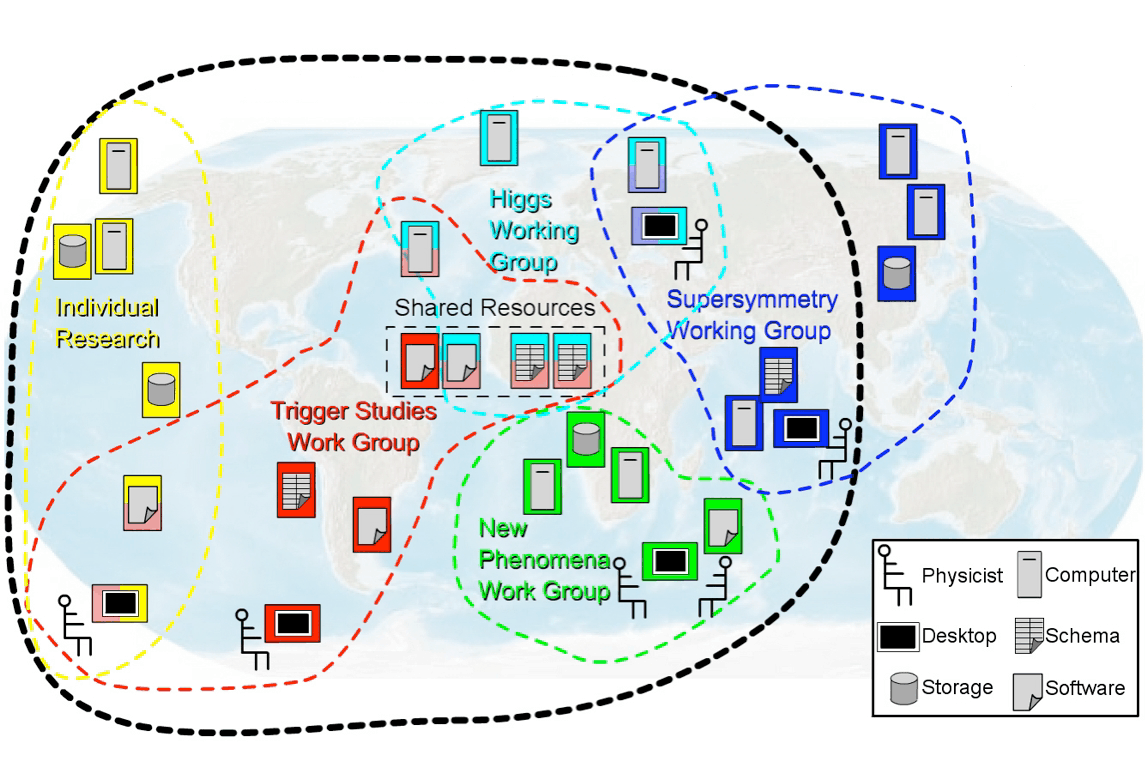 Higgs
Working
Group
Individual
Research
Shared Resources
Supersymmetry
Working Group
Trigger Studies
Work Group
New
Phenomena
Work Group
Physicist
Computer
Desktop
Schema
Storage
Software